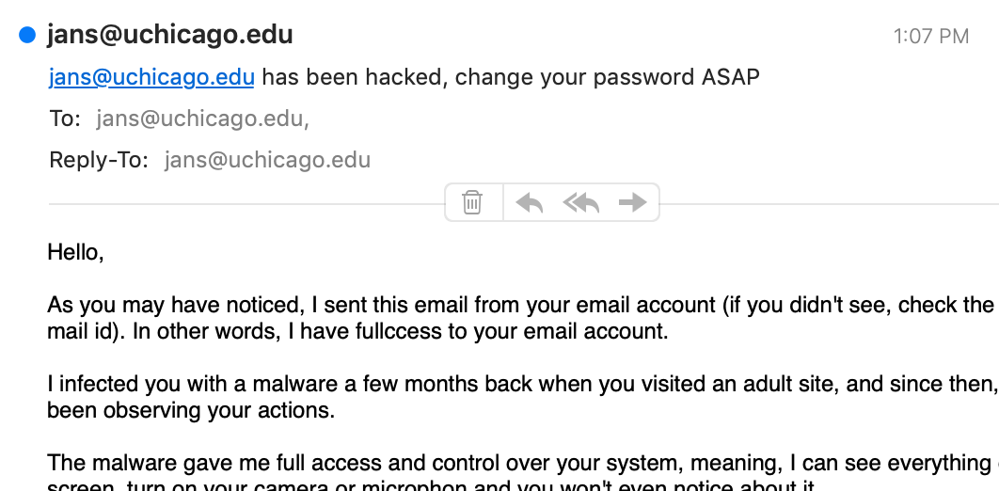 jans@uchicago.edu
1:07 PM
jans@uchicago.edu has been hacked, change your password ASAP
To: jans@uchicago.edu,
Reply-To: jans@uchicago.edu
Hello,
As you may have noticed, I sent this email from your email account (if you didn't see, check the
mail id). In other words, I have fullccess to your email account.
I infected you with a malware a few months back when you visited an adult site, and since then,
been observing your actions.
The malware gave me full access and control over your system, meaning, I can see everything
screen, turn on your camera or microphon and you won't even notice about it.